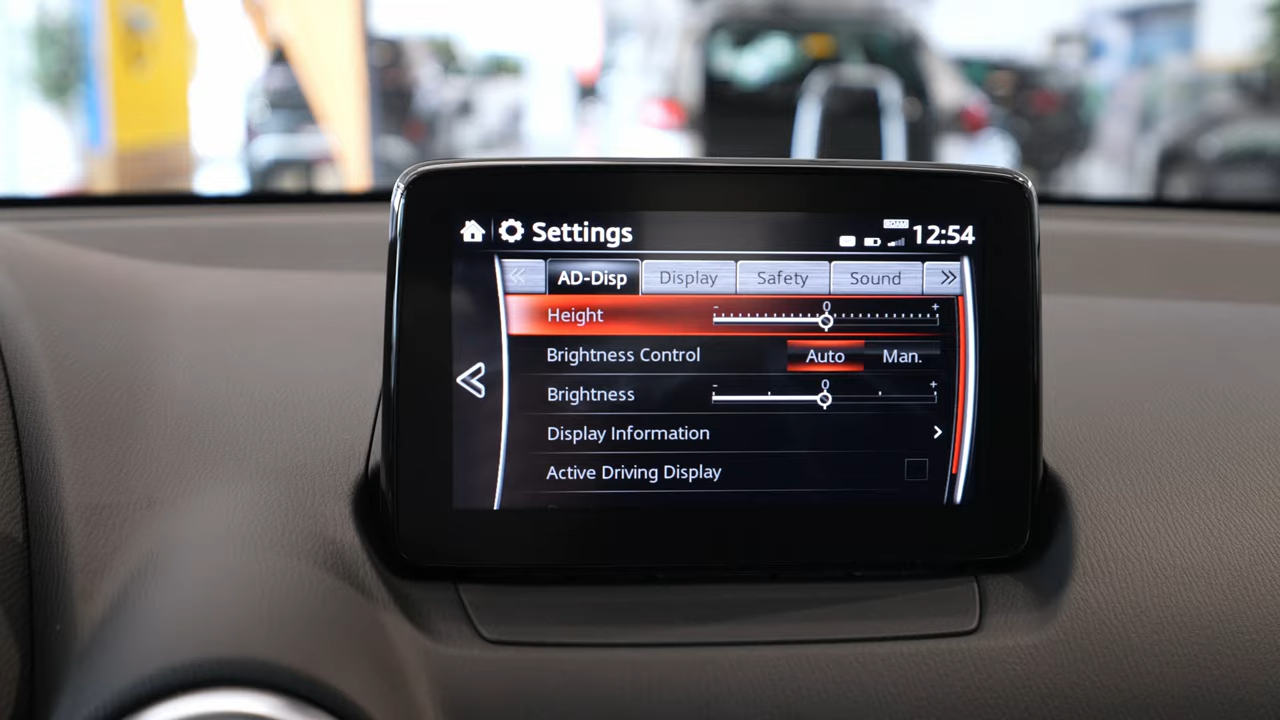 Settings
ROAM
12:54
AD-Disp Display Safety Sound
Height - 0 +
Brightness Control Auto Man.
Brightness - 0 +
Display Information
Active Driving Display